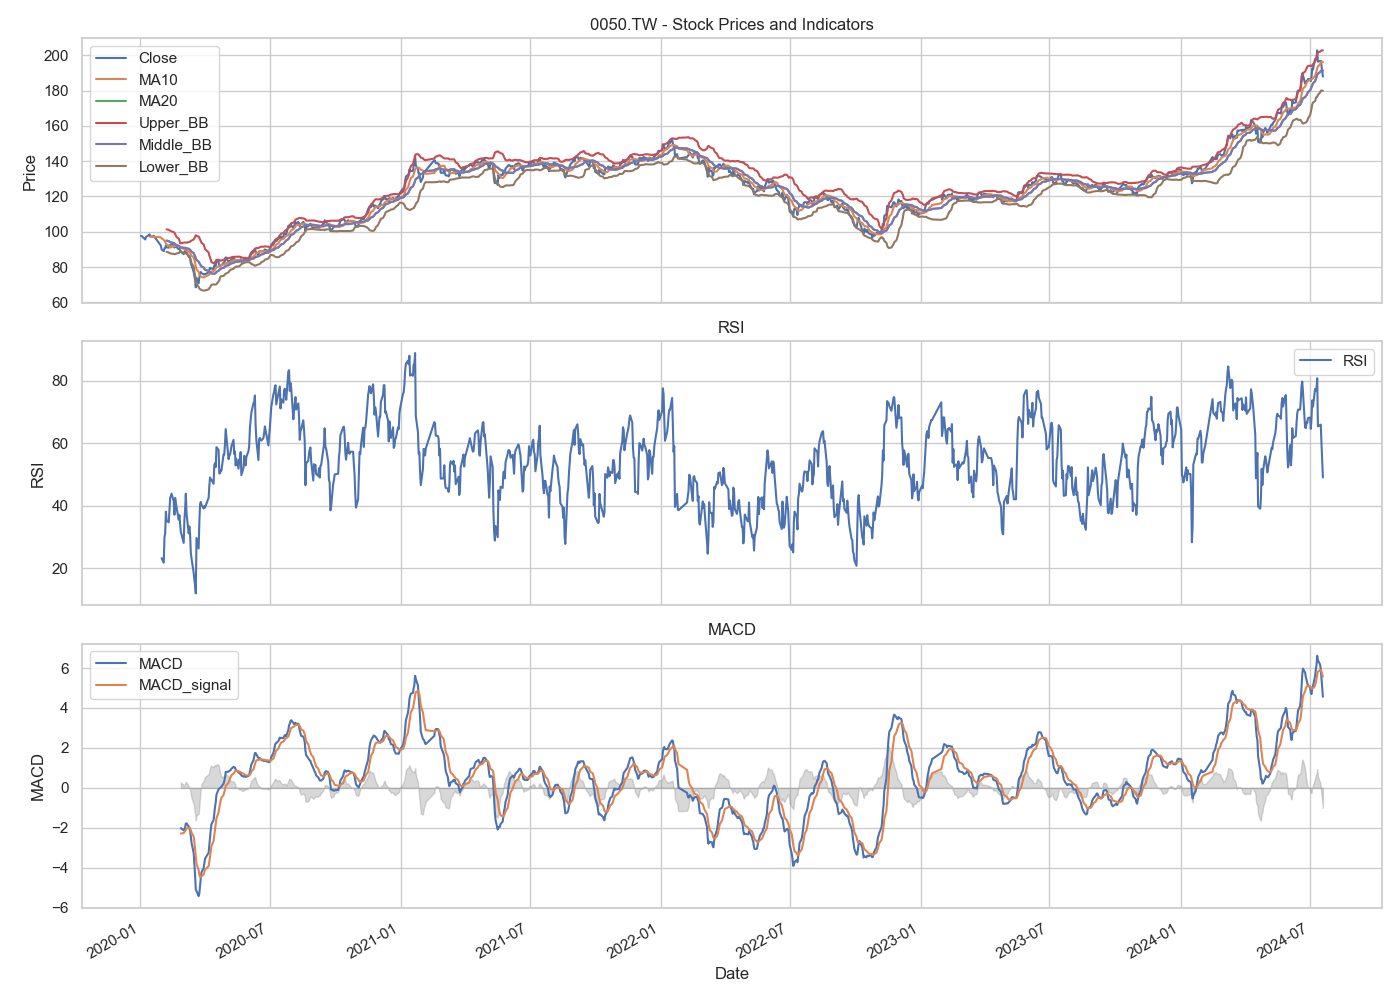 0050.TW - Stock Prices and Indicators
Close
MA10
MA20
Upper_BB
Middle_BB
Lower_BB
Price
200
180
160
140
120
100
80
60
RSI
RSI
RSI
80
60
40
20
MACD
MACD
MACD_signal
MACD
6
4
2
0
−2
−4
−6
2020-01
2020-07
2021-01
2021-07
2022-01
2022-07
2023-01
2023-07
2024-01
2024-07
Date